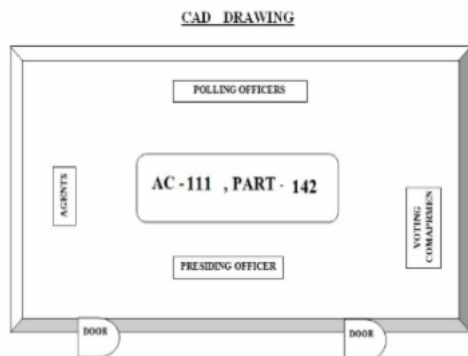 CAD DRAWING
POLLING OFFICERS
AGENTS
AC -111 , PART - 142
VOTING
COMAPRMEN
PRESIDING OFFICER
DOOR
DOOR